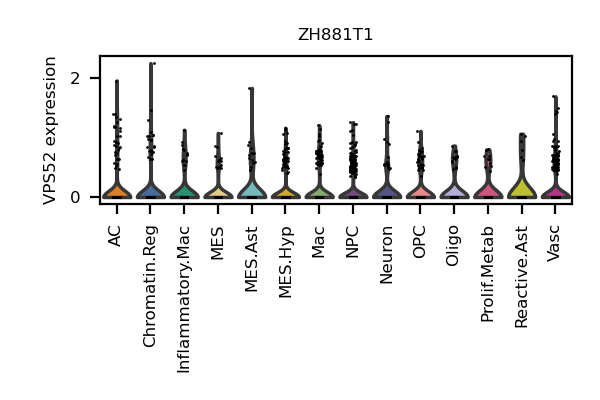 ZH881T1
VPS52 expression
2
0
AC
Chromatin.Reg
Inflammatory.Mac
MES
MES.Ast
MES.Hyp
Mac
NPC
Neuron
OPC
Oligo
Prolif.Metab
Reactive.Ast
Vasc